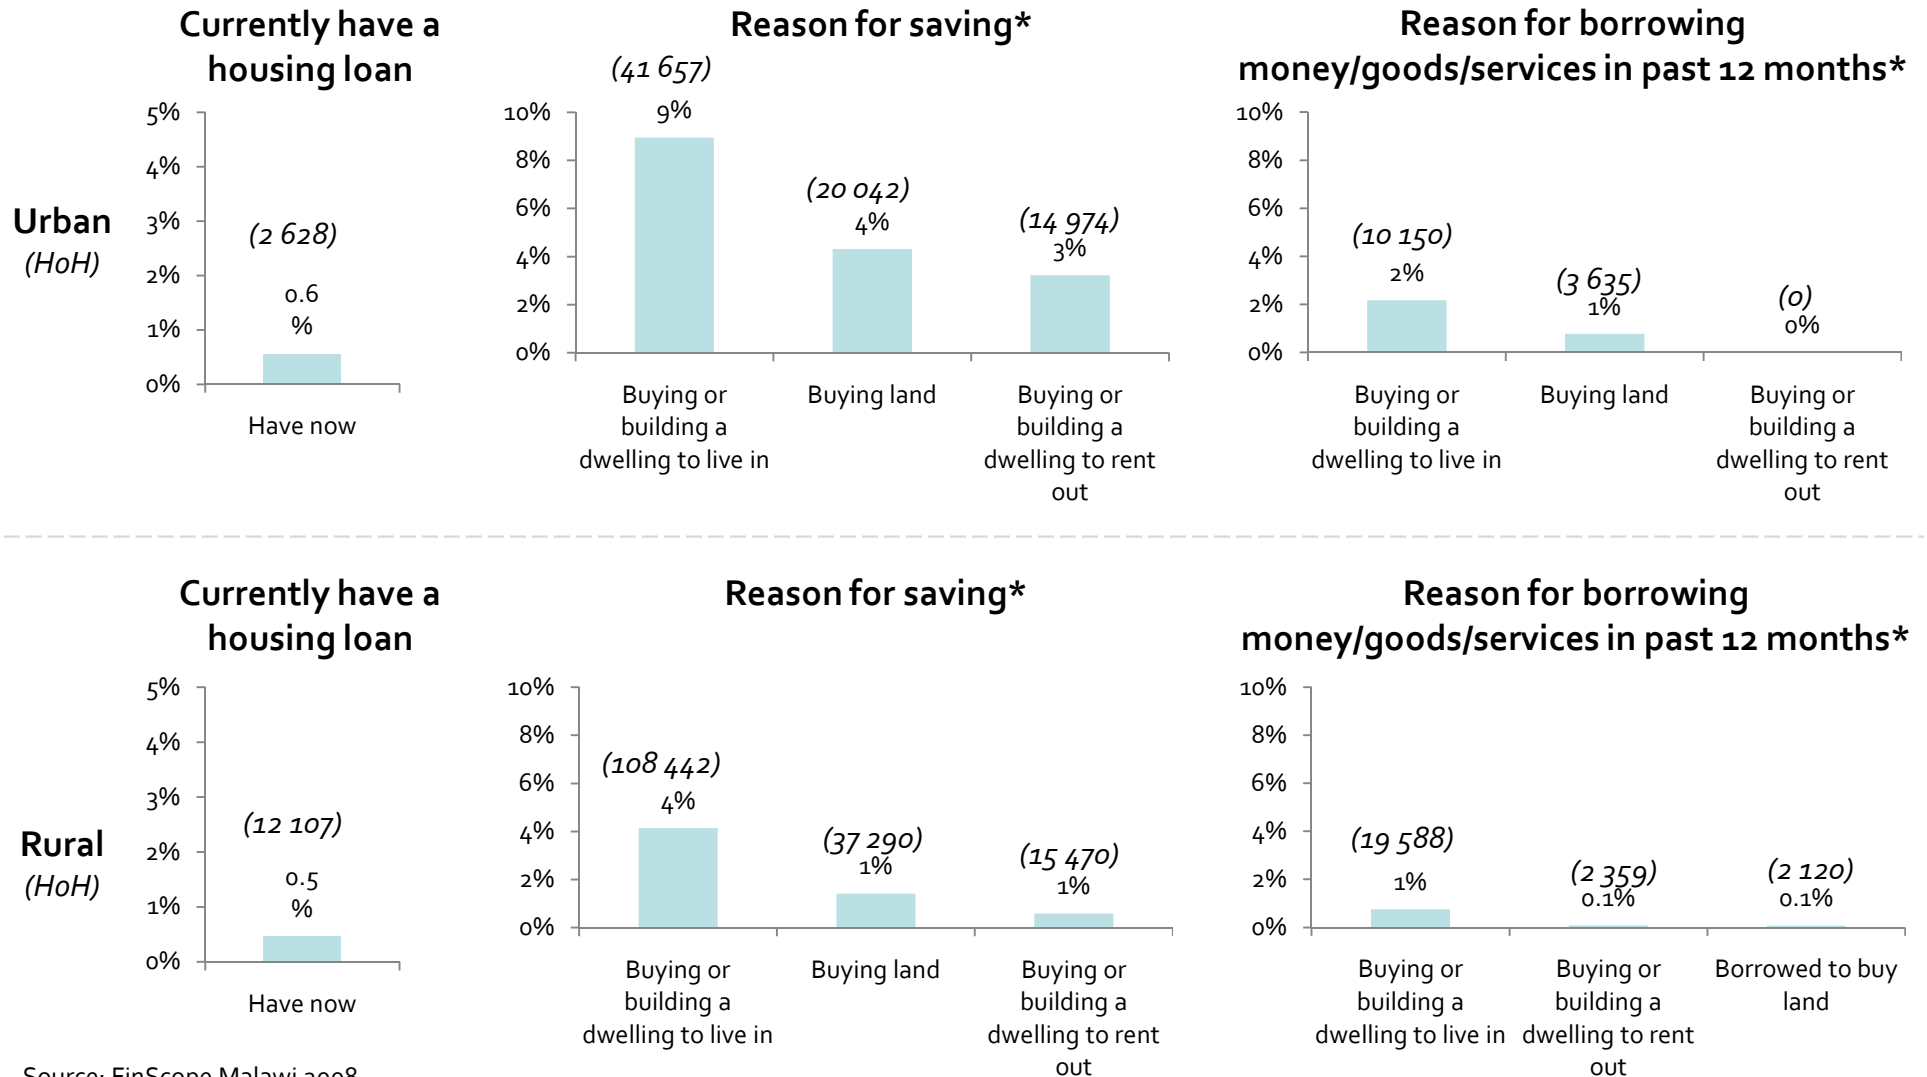 Currently have a
housing loan
5%
4%
3%
2%
1%
0%
(2 628)
0.6
%
Have now
Urban
(HoH)
Reason for saving*
10%
8%
6%
4%
2%
0%
(41 657)
9%
(20 042)
4%
(14 974)
3%
Buying or
building a
dwelling to live in
Buying land
Buying or
building a
dwelling to rent
out
Reason for borrowing
money/goods/services in past 12 months*
10%
8%
6%
4%
2%
0%
(10 150)
2%
(3 635)
1%
(0)
0%
Buying or
building a
dwelling to live in
Buying land
Buying or
building a
dwelling to rent
out
Currently have a
housing loan
5%
4%
3%
2%
1%
0%
(12 107)
0.5
%
Have now
Rural
(HoH)
Reason for saving*
10%
8%
6%
4%
2%
0%
(108 442)
4%
(37 290)
1%
(15 470)
1%
Buying or
building a
dwelling to live in
Buying land
Buying or
building a
dwelling to rent
out
Reason for borrowing
money/goods/services in past 12 months*
10%
8%
6%
4%
2%
0%
(19 588)
1%
(2 359)
0.1%
(2 120)
0.1%
Buying or
building a
dwelling to live in
Buying or
building a
dwelling to rent
out
Borrowed to buy
land
Source: FinScope Malawi 2008